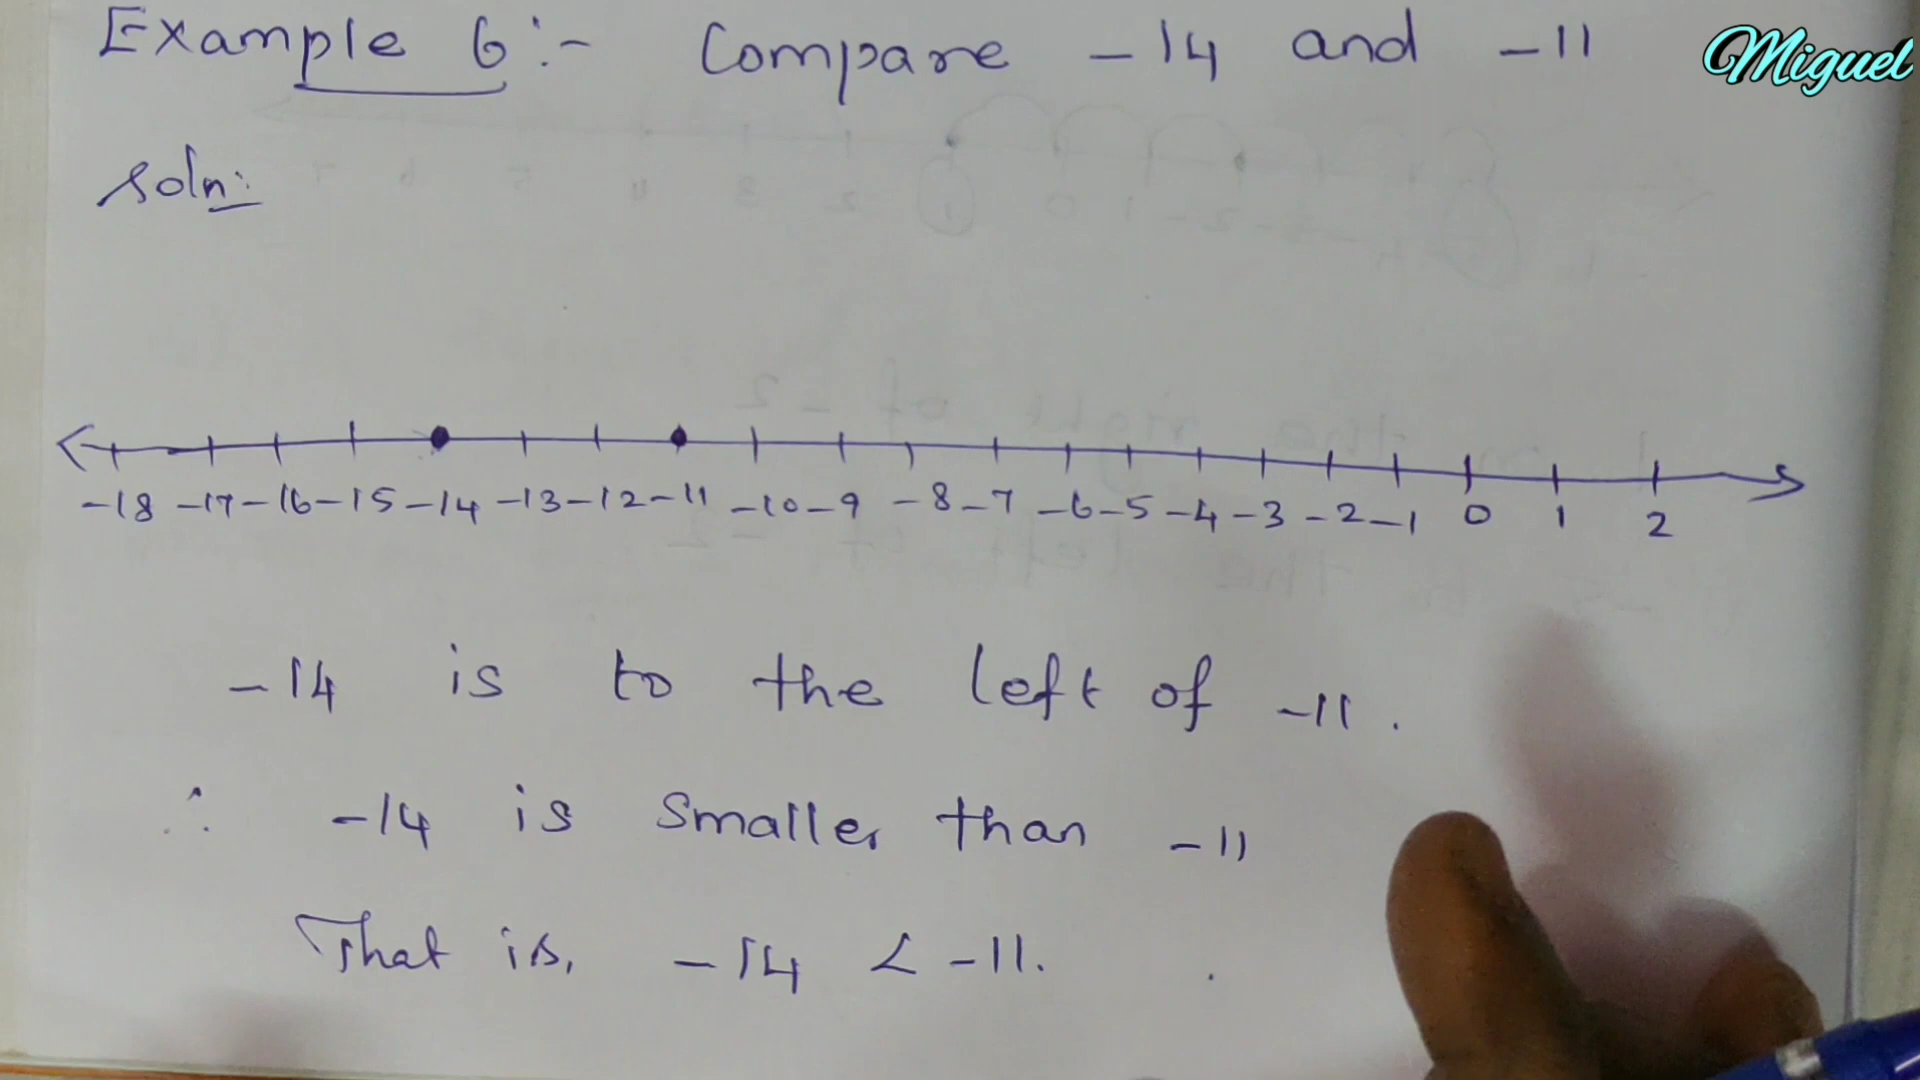 Example 6:- Compare -14 and -11
Miguel
Soln:
-18 -17 -16 -15 -14 -13 -12 -11 -10 -9 -8 -7 -6 -5 -4 -3 -2 -1 0 1 2
-14 is to the left of -11.
∴ -14 is smaller than -11
That is, -14 < -11.